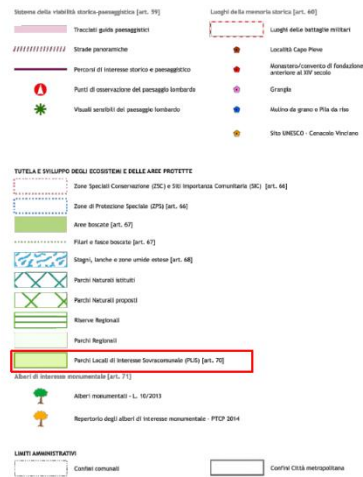 Sistema della viabilità storico-paesaggistica [art. 59]
Tracciati guida paesaggistici
Strade panoramiche
Percorsi di interesse storico e paesaggistico
Punti di osservazione del paesaggio lombardo
Visuali sensibili del paesaggio lombardo
Luoghi della memoria storica [art. 60]
Luoghi delle battaglie militari
Località Capo Pieve
Monastero/convento di fondazione
anteriore al XIV secolo
Grangia
Mulino da grano e Pila da riso
Sito UNESCO - Cenacolo Vinciano
TUTELA E SVILUPPO DEGLI ECOSISTEMI E DELLE AREE PROTETTE
Zone Speciali Conservazione (ZSC) e Siti Importanza Comunitaria (SIC) [art. 66]
Zone di Protezione Speciale (ZPS) [art. 66]
Aree boscate [art. 67]
Filari e fasce boscate [art. 67]
Stagni, lanche e zone umide estese [art. 68]
Parchi Naturali istituiti
Parchi Naturali proposti
Riserve Regionali
Parchi Regionali
Parchi Locali di Interesse Sovracomunale (PLIS) [art. 70]
Alberi di interesse monumentale [art. 71]
Alberi monumentali - L. 10/2013
Repertorio degli alberi di interesse monumentale - PTCP 2014
LIMITI AMMINISTRATIVI
Confini comunali
Confini Città metropolitana